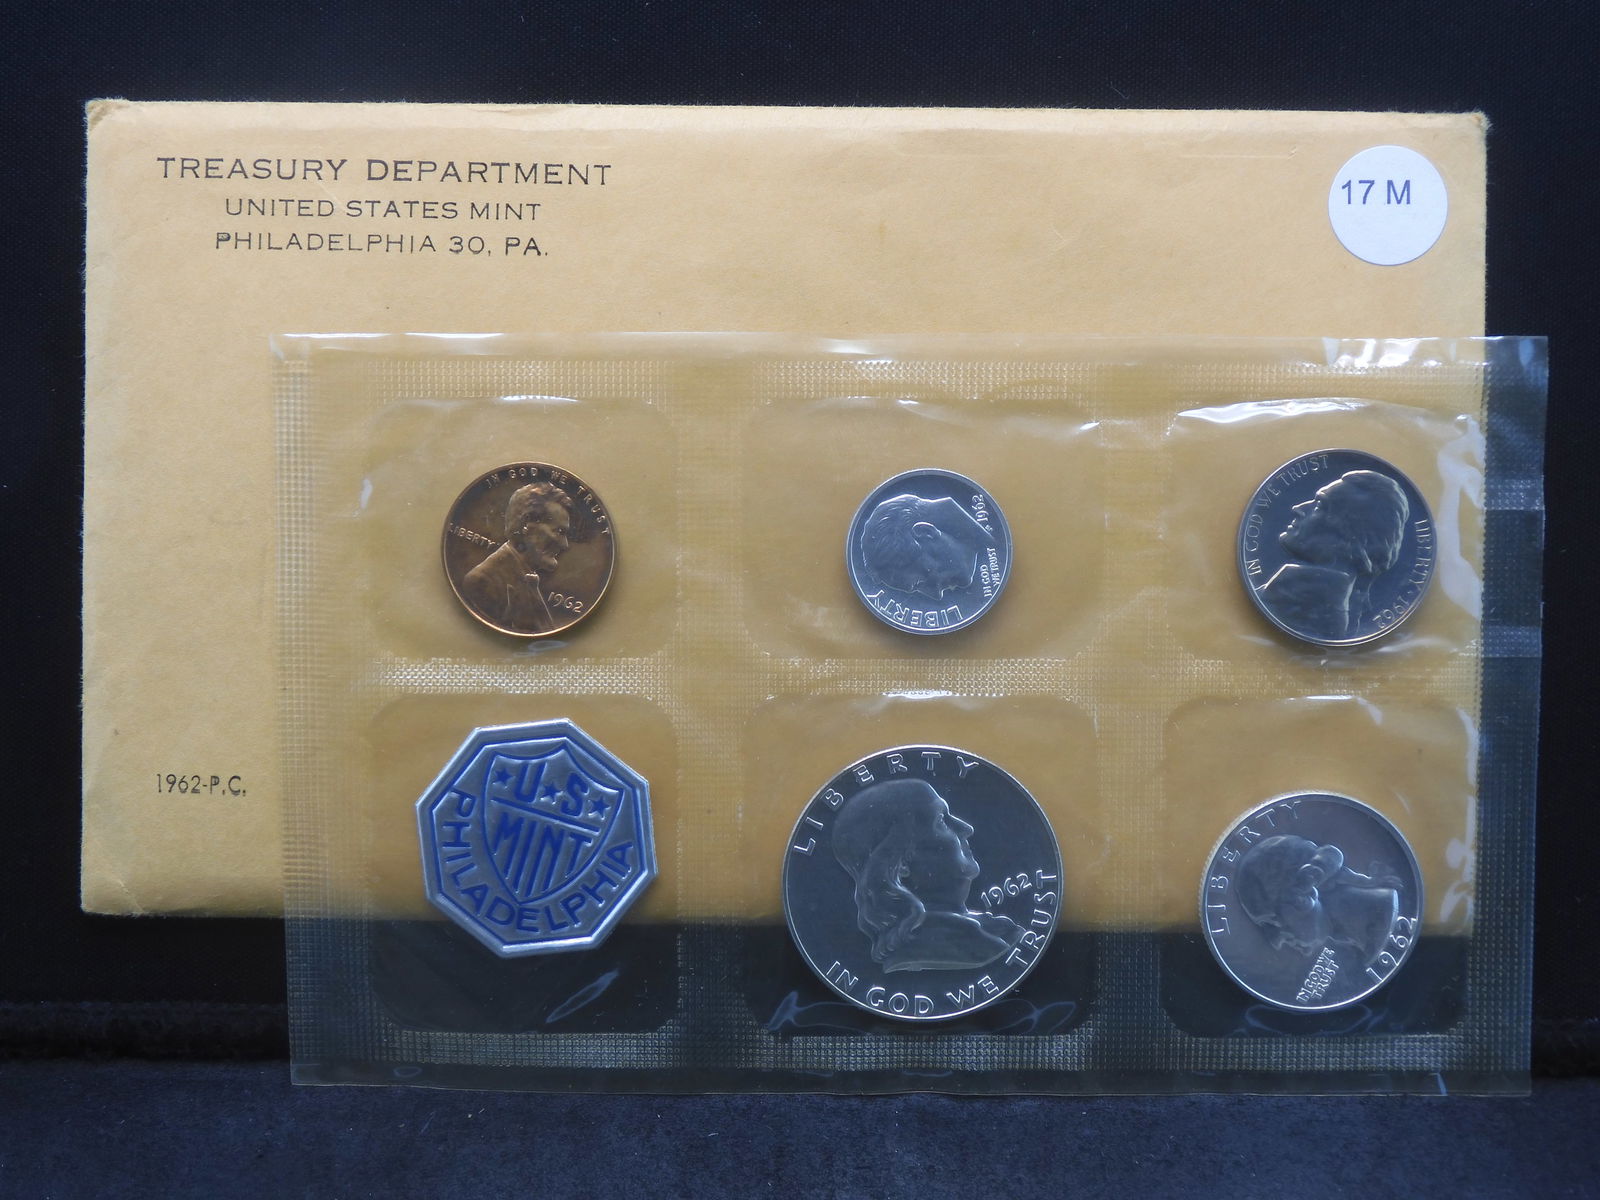 TREASURY DEPARTMENT
UNITED STATES MINT
PHILADELPHIA 30, PA.
17 M
IN GOD WE TRUST
LIBERTY
1962
1962
IN GOD
WE TRUST
LIBERTY
IN GOD WE TRUST
LIBERTY · 1962
1962-P.C.
U★S★
MINT
PHILADELPHIA
LIBERTY
1962
IN GOD WE TRUST
LIBERTY
IN GOD WE
TRUST
1962